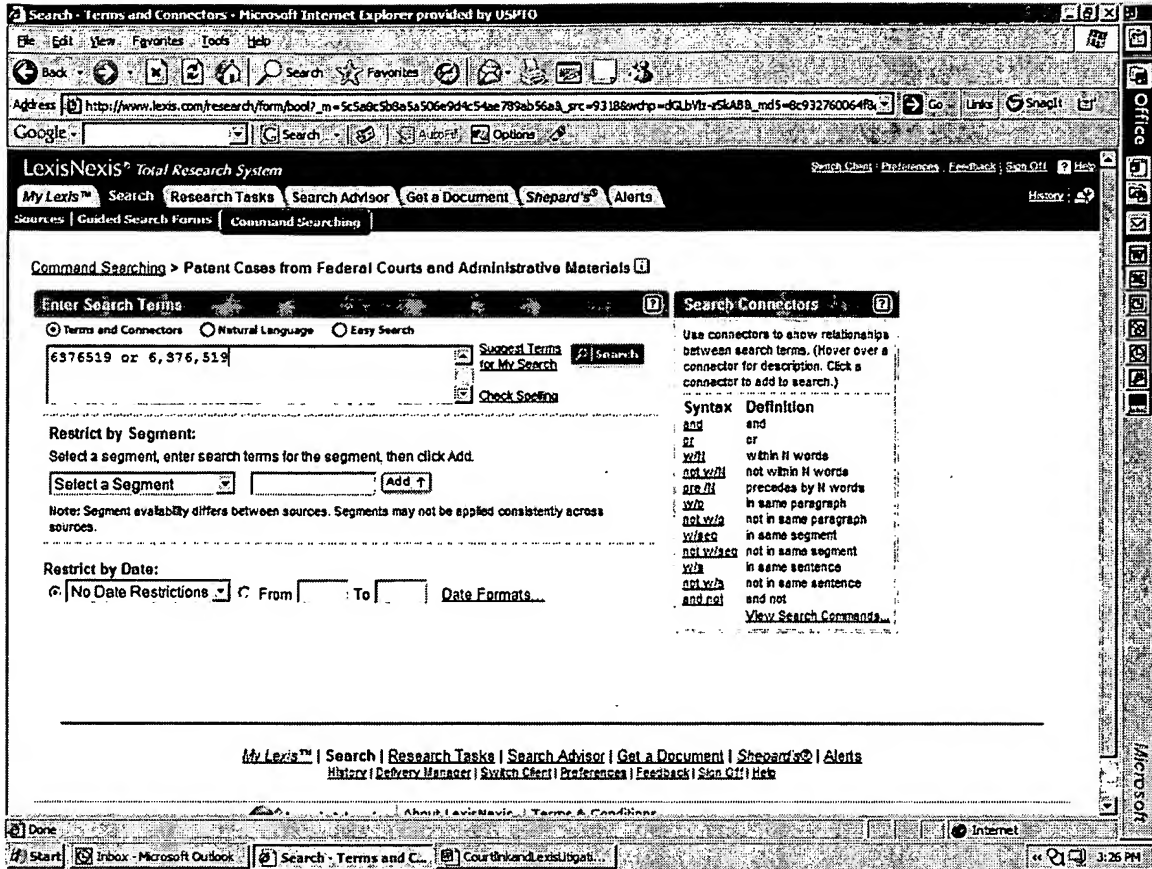 Search - Terms and Connectors - Microsoft Internet Explorer provided by USPTO
File Edit View Favorites Tools Help
Back Search Favorites
Address http://www.lexis.com/research/form/bool?_m=
Go Links SnagIt
Google Search AutoFill Options
Office
LexisNexis® Total Research System
Switch Client | Preferences | Feedback | Sign Off | ? Help
My Lexis™ Search Research Tasks Search Advisor Get a Document Shepard's® Alerts
History
Sources | Guided Search Forms | Command Searching
Command Searching > Patent Cases from Federal Courts and Administrative Materials i
Enter Search Terms ?
Terms and Connectors Natural Language Easy Search
6376519 or 6,376,519
Suggest Terms
for My Search
Search
Check Spelling
Restrict by Segment:
Select a segment, enter search terms for the segment, then click Add.
Select a Segment Add ↑
Note: Segment availability differs between sources. Segments may not be applied consistently across
sources.
Restrict by Date:
No Date Restrictions From To Date Formats...
Search Connectors ?
Use connectors to show relationships
between search terms. (Hover over a
connector for description. Click a
connector to add to search.)
Syntax Definition
and and
or or
w/N within N words
not w/N not within N words
pre /N precedes by N words
w/p in same paragraph
not w/p not in same paragraph
w/seg in same segment
not w/seg not in same segment
w/s in same sentence
not w/s not in same sentence
and not and not
View Search Commands...
My Lexis™ | Search | Research Tasks | Search Advisor | Get a Document | Shepard's® | Alerts
History | Delivery Manager | Switch Client | Preferences | Feedback | Sign Off | Help
About LexisNexis | Terms & Conditions
Microsoft
Done Internet
Start Inbox - Microsoft Outlook Search - Terms and C... CourtlinkandLexisLitigati... 3:26 PM